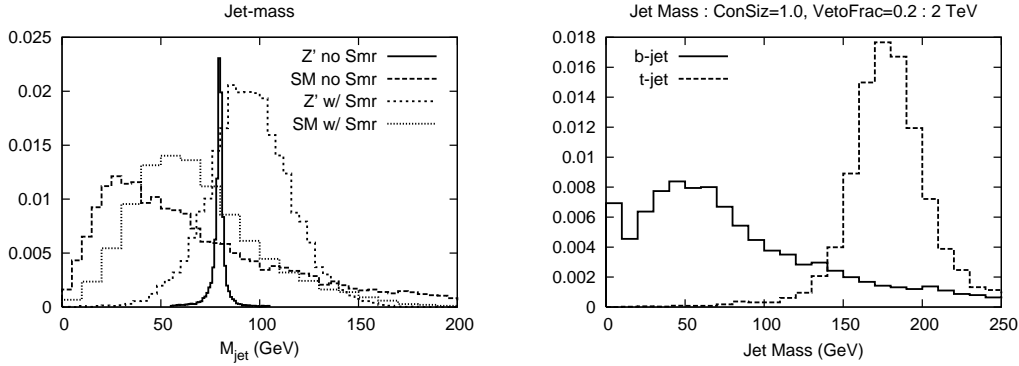 Jet-mass
0.025
0.02
0.015
0.01
0.005
0
0 50 100 150 200
M_jet (GeV)
Z' no Smr
SM no Smr
Z' w/ Smr
SM w/ Smr
Jet Mass : ConSiz=1.0, VetoFrac=0.2 : 2 TeV
0.018
0.016
0.014
0.012
0.01
0.008
0.006
0.004
0.002
0
0 50 100 150 200 250
Jet Mass (GeV)
b-jet
t-jet